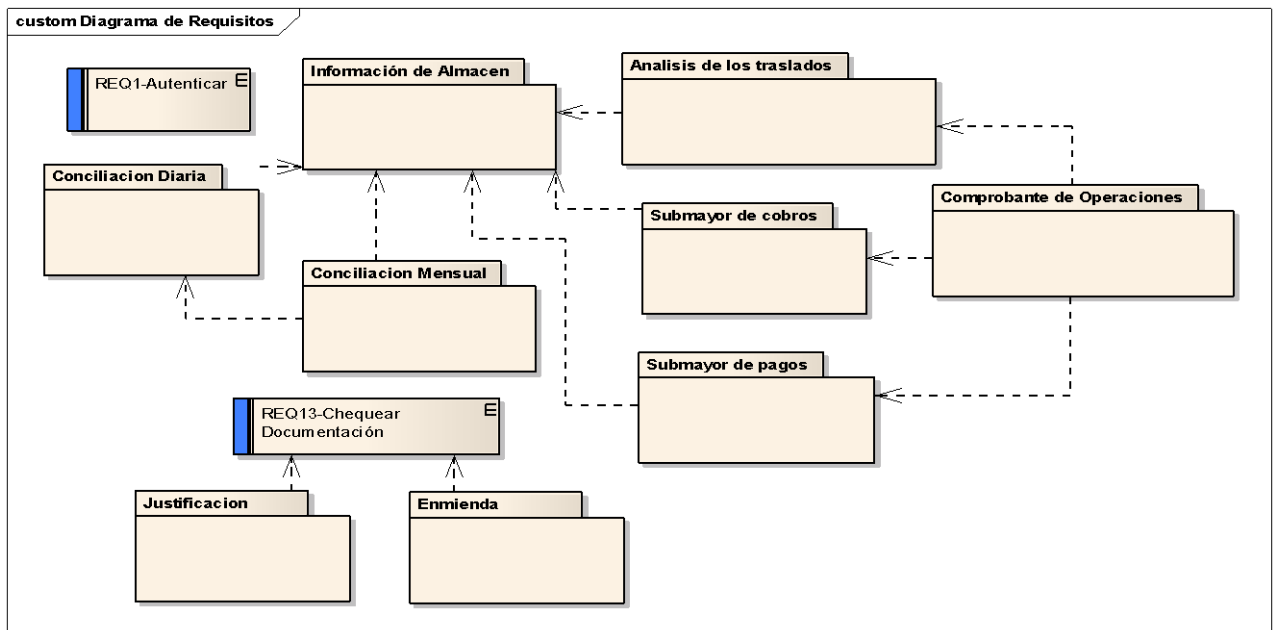 custom Diagrama de Requisitos
REQ1-Autenticar
Información de Almacen
Analisis de los traslados
Conciliacion Diaria
Comprobante de Operaciones
Submayor de cobros
Conciliacion Mensual
Submayor de pagos
REQ13-Chequear
Documentación
Justificacion
Enmienda